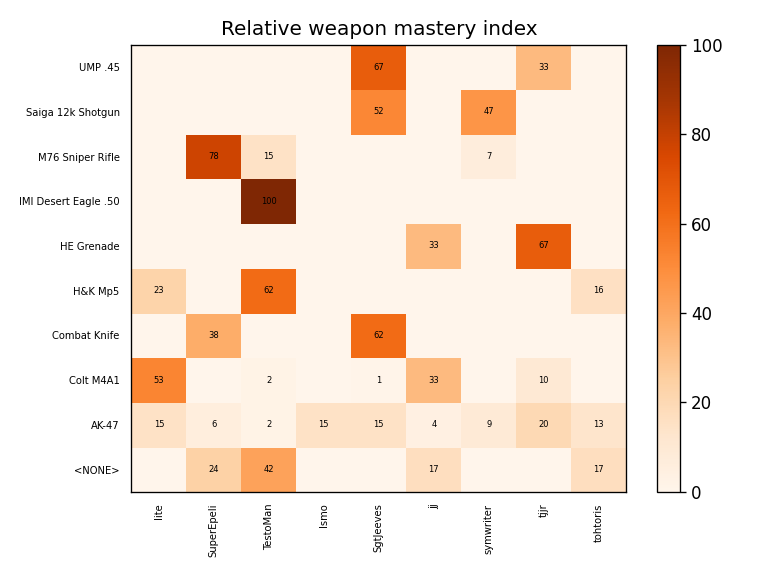 Relative weapon mastery index
UMP .45 67 33
Saiga 12k Shotgun 52 47
M76 Sniper Rifle 78 15 7
IMI Desert Eagle .50 100
HE Grenade 33 67
H&K Mp5 23 62 16
Combat Knife 38 62
Colt M4A1 53 2 1 33 10
AK-47 15 6 2 15 15 4 9 20 13
<NONE> 24 42 17 17
lite SuperEpeli TestoMan Ismo SgtJeeves jj symwriter tjjr tohtoris
100
80
60
40
20
0